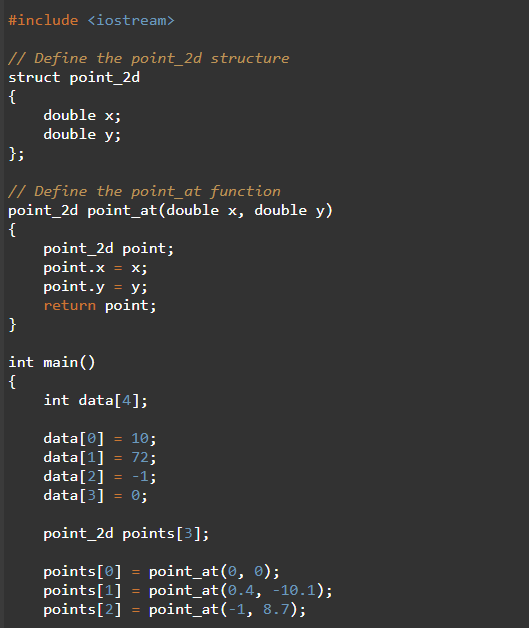 #include <iostream>
// Define the point_2d structure
struct point_2d
{
    double x;
    double y;
};
// Define the point_at function
point_2d point_at(double x, double y)
{
    point_2d point;
    point.x = x;
    point.y = y;
    return point;
}
int main()
{
    int data[4];
    data[0] = 10;
    data[1] = 72;
    data[2] = -1;
    data[3] = 0;
    point_2d points[3];
    points[0] = point_at(0, 0);
    points[1] = point_at(0.4, -10.1);
    points[2] = point_at(-1, 8.7);